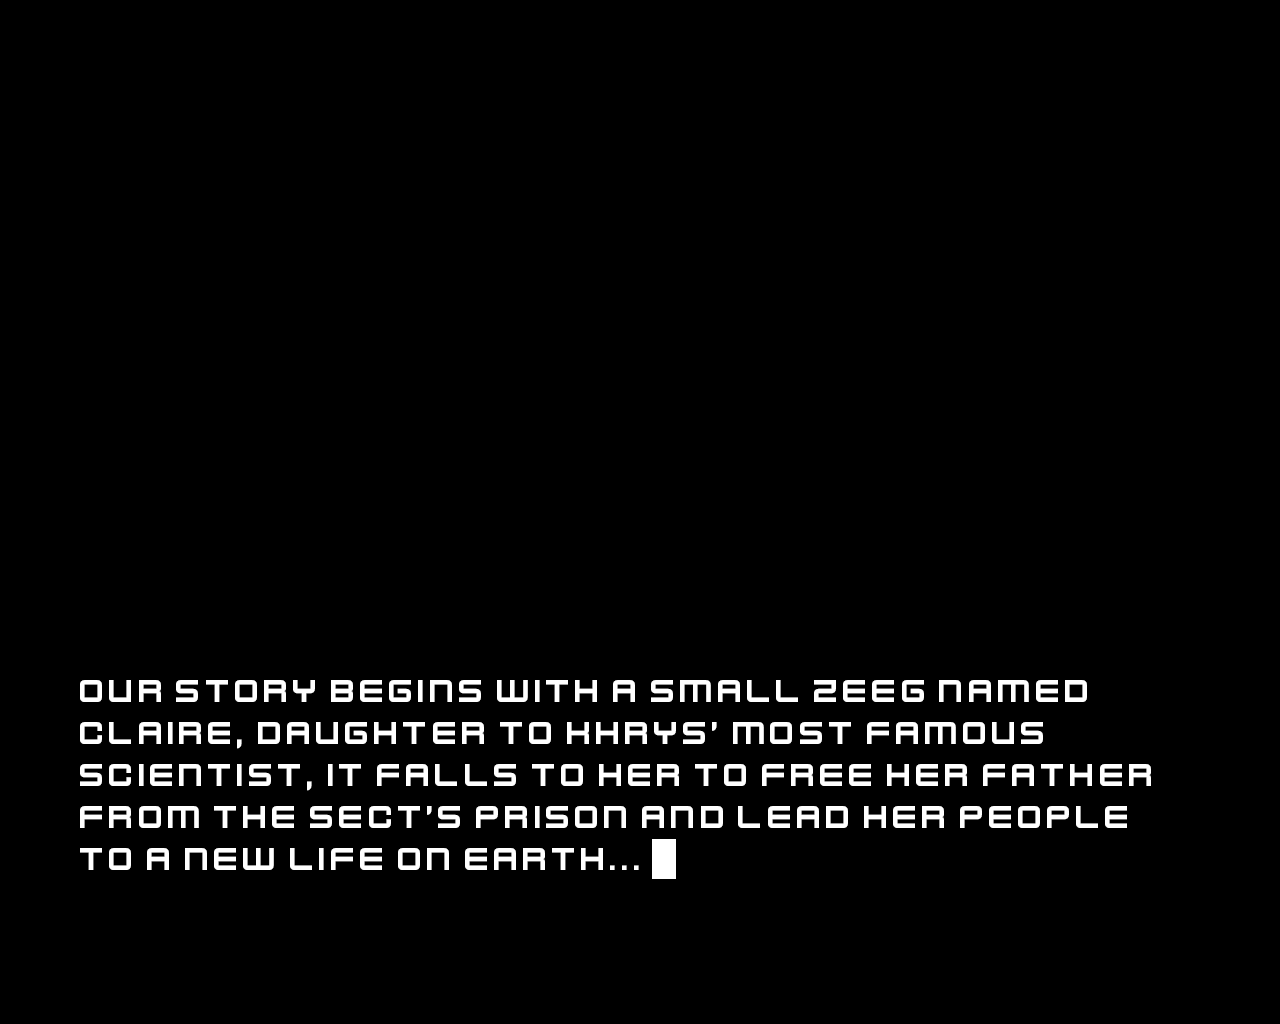 OUR STORY BEGINS WITH A SMALL ZEEG NAMED
CLAIRE, DAUGHTER TO KHRYS' MOST FAMOUS
SCIENTIST, IT FALLS TO HER TO FREE HER FATHER
FROM THE SECT'S PRISON AND LEAD HER PEOPLE
TO A NEW LIFE ON EARTH...